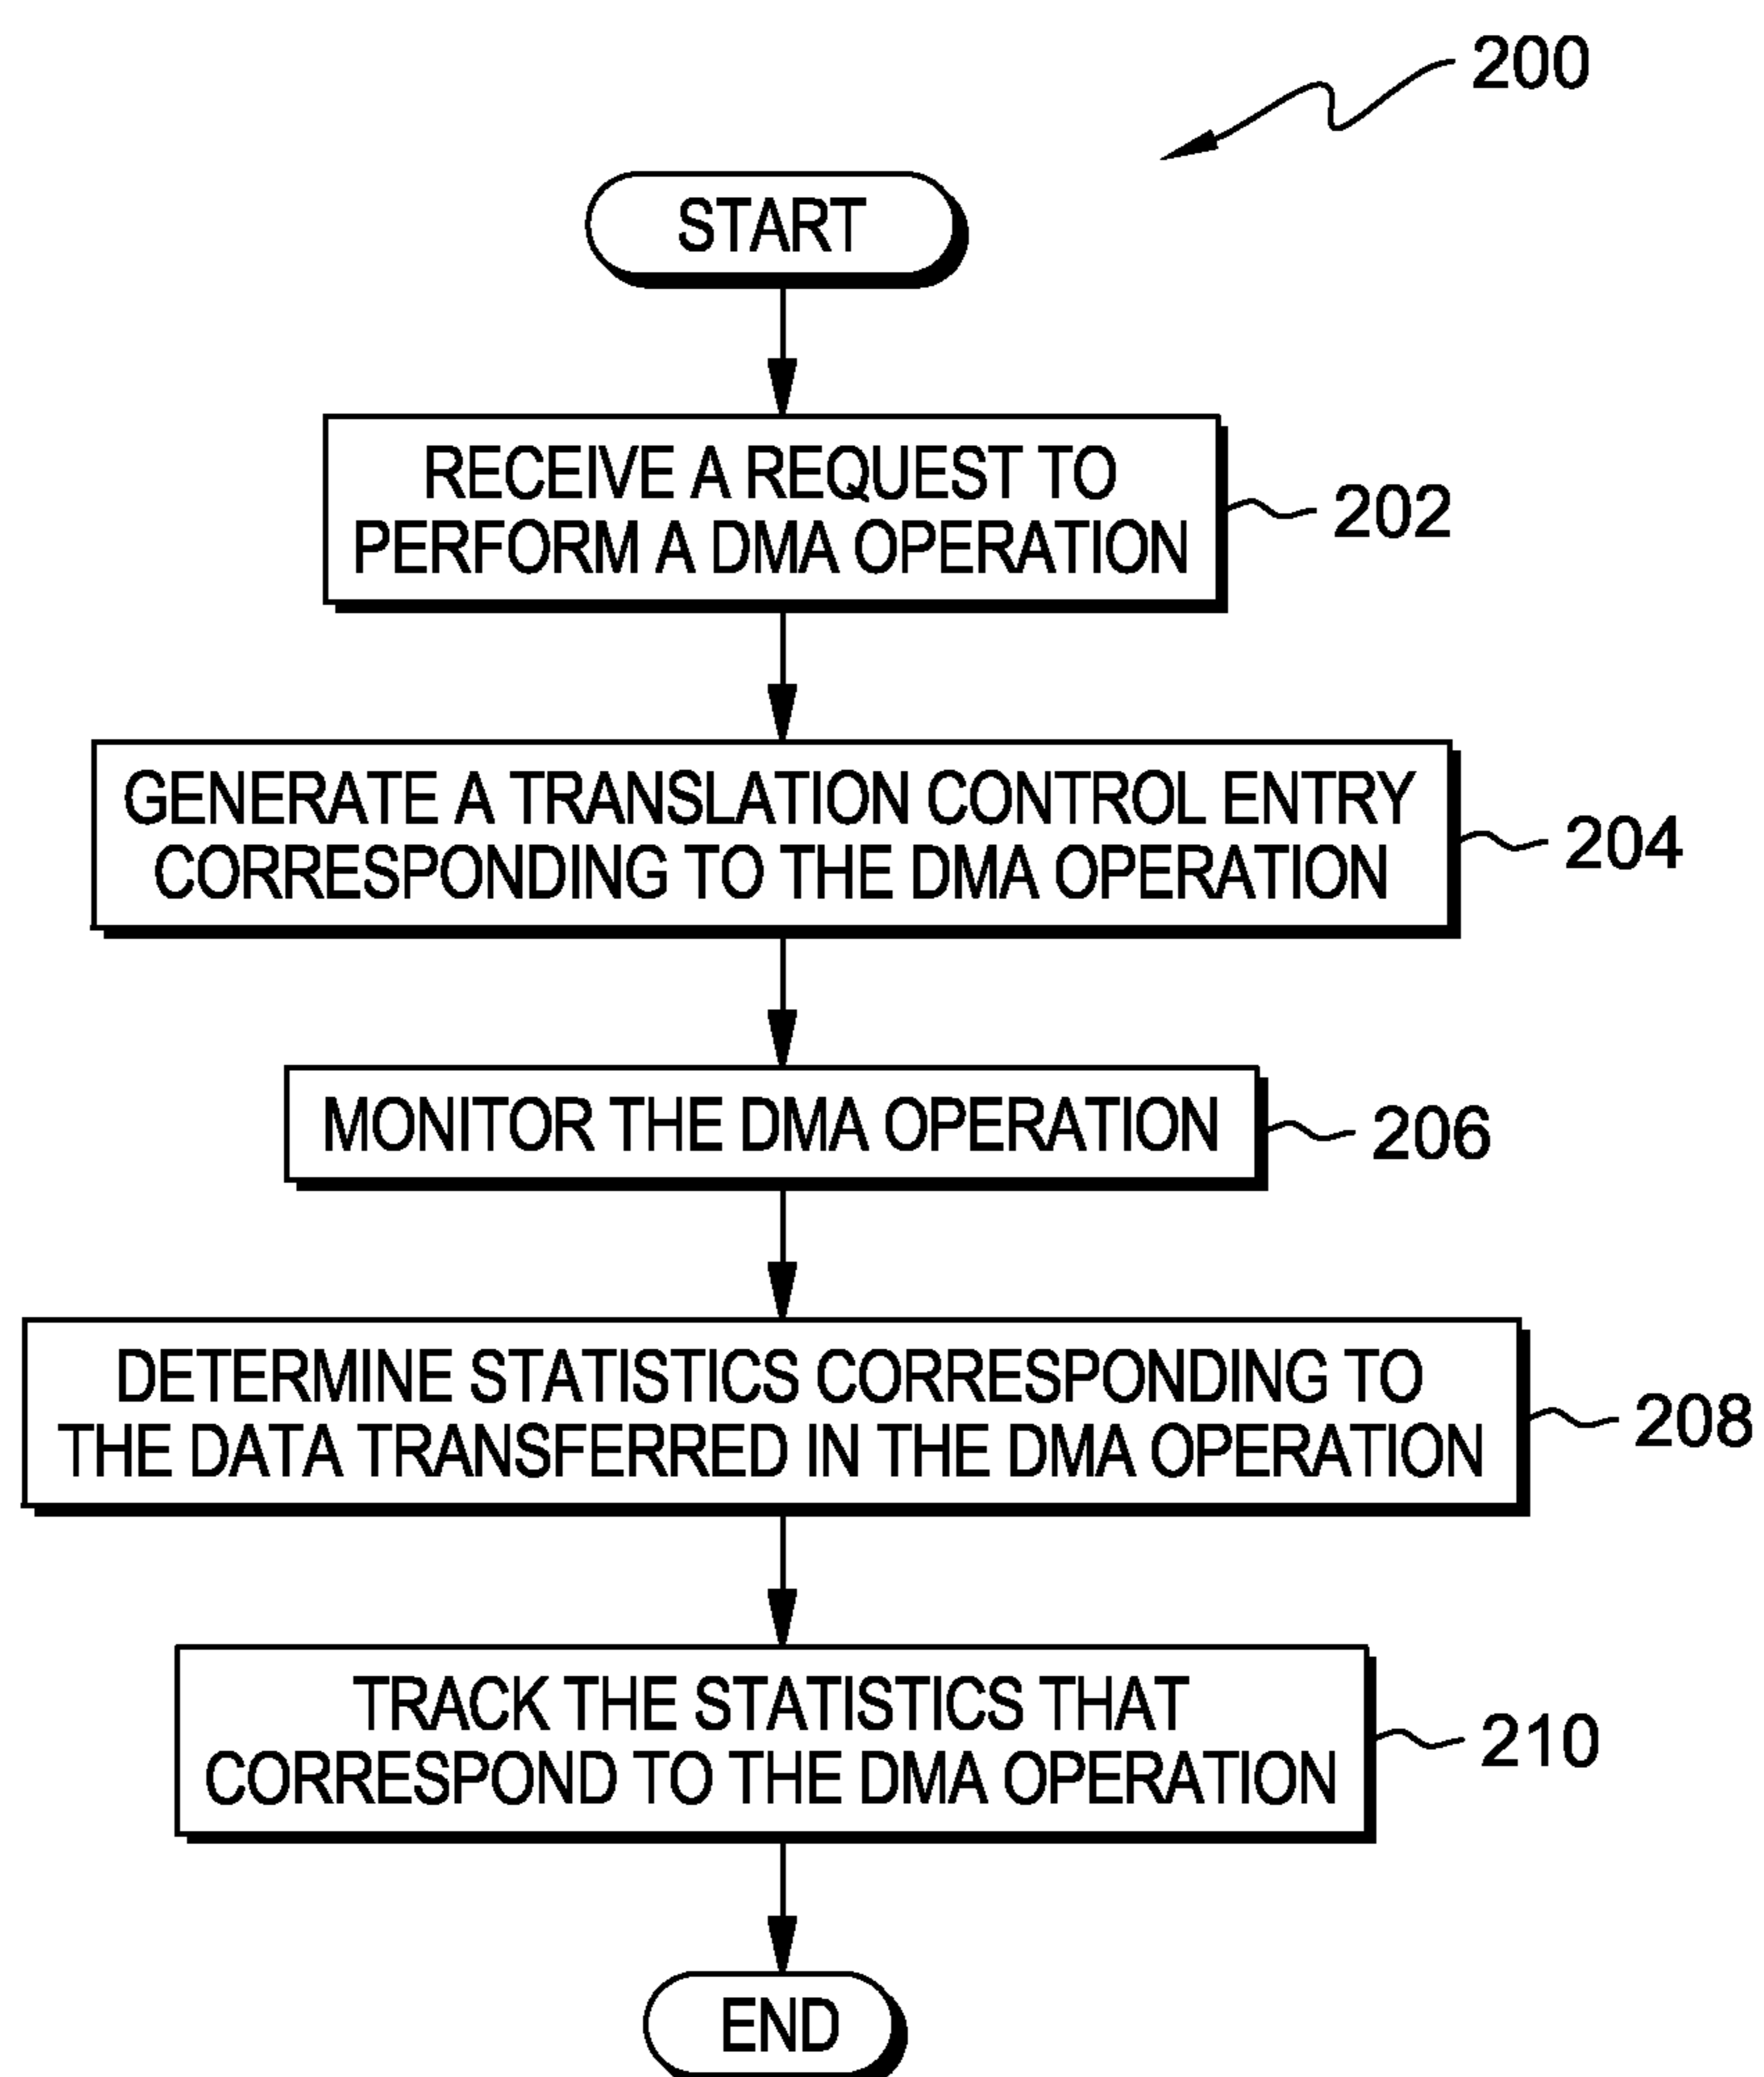 200
START
RECEIVE A REQUEST TO
PERFORM A DMA OPERATION
202
GENERATE A TRANSLATION CONTROL ENTRY
CORRESPONDING TO THE DMA OPERATION
204
MONITOR THE DMA OPERATION
206
DETERMINE STATISTICS CORRESPONDING TO
THE DATA TRANSFERRED IN THE DMA OPERATION
208
TRACK THE STATISTICS THAT
CORRESPOND TO THE DMA OPERATION
210
END